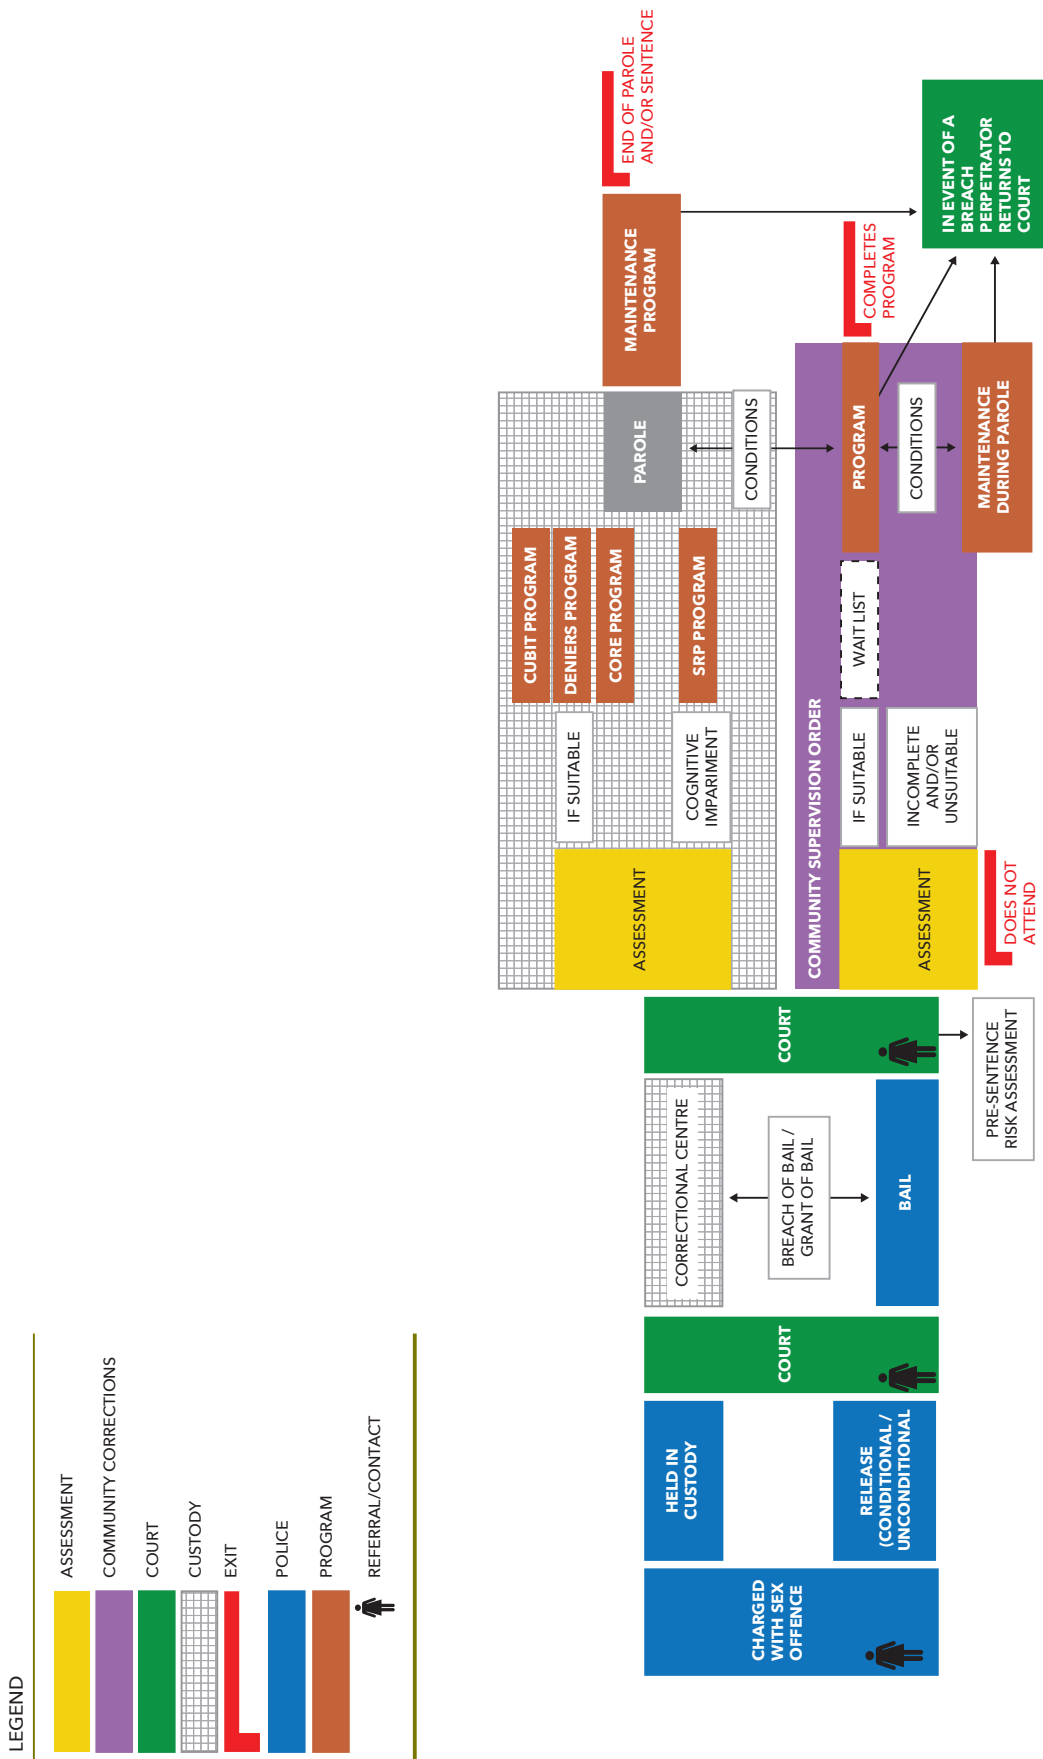 LEGEND
ASSESSMENT
COMMUNITY CORRECTIONS
COURT
CUSTODY
EXIT
POLICE
PROGRAM
REFERRAL/CONTACT
CHARGED
WITH SEX
OFFENCE
HELD IN
CUSTODY
RELEASE
(CONDITIONAL /
UNCONDITIONAL
COURT
CORRECTIONAL CENTRE
BREACH OF BAIL /
GRANT OF BAIL
BAIL
COURT
PRE-SENTENCE
RISK ASSESSMENT
ASSESSMENT
IF SUITABLE
COGNITIVE
IMPARIMENT
CUBIT PROGRAM
DENIERS PROGRAM
CORE PROGRAM
SRP PROGRAM
PAROLE
CONDITIONS
MAINTENANCE
PROGRAM
END OF PAROLE
AND/OR SENTENCE
COMMUNITY SUPERVISION ORDER
ASSESSMENT
DOES NOT
ATTEND
IF SUITABLE
INCOMPLETE
AND/OR
UNSUITABLE
WAIT LIST
PROGRAM
CONDITIONS
MAINTENANCE
DURING PAROLE
COMPLETES
PROGRAM
IN EVENT OF A
BREACH
PERPETRATOR
RETURNS TO
COURT